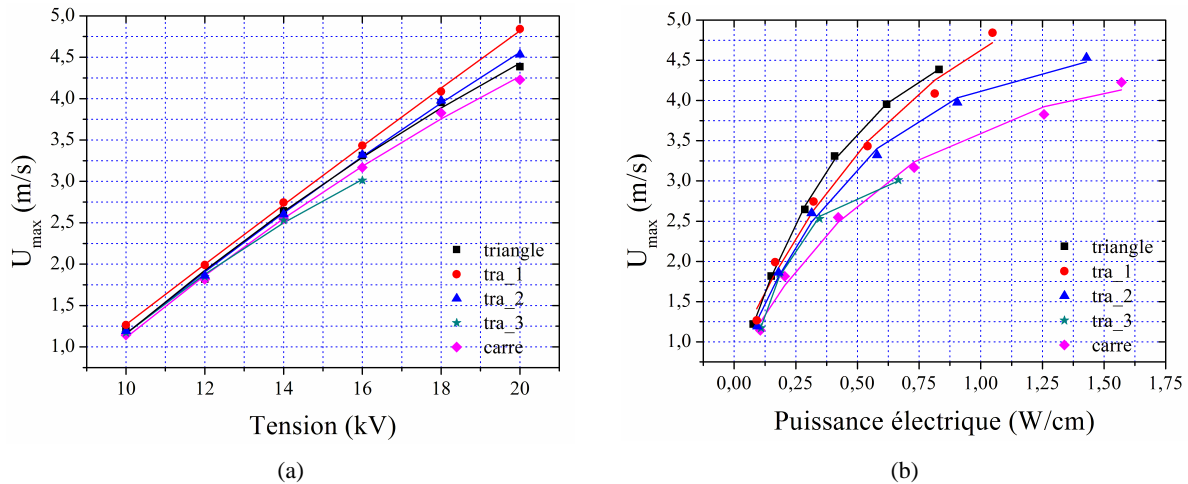 5,0
4,5
4,0
3,5
3,0
2,5
2,0
1,5
1,0
U_max (m/s)
triangle
tra_1
tra_2
tra_3
carre
10 12 14 16 18 20
Tension (kV)
(a)
5,0
4,5
4,0
3,5
3,0
2,5
2,0
1,5
1,0
U_max (m/s)
triangle
tra_1
tra_2
tra_3
carre
0,00 0,25 0,50 0,75 1,00 1,25 1,50 1,75
Puissance électrique (W/cm)
(b)